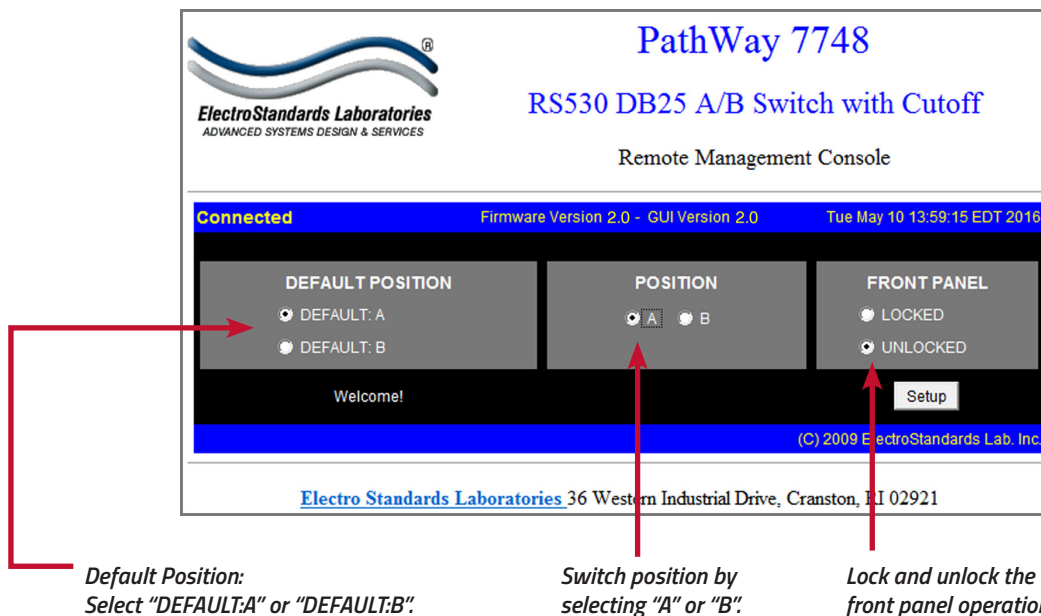 ®
ElectroStandards Laboratories
ADVANCED SYSTEMS DESIGN & SERVICES
PathWay 7748
RS530 DB25 A/B Switch with Cutoff
Remote Management Console
Connected
Firmware Version 2.0 - GUI Version 2.0
Tue May 10 13:59:15 EDT 2016
DEFAULT POSITION
DEFAULT: A
DEFAULT: B
POSITION
A B
FRONT PANEL
LOCKED
UNLOCKED
Welcome!
Setup
(C) 2009 ElectroStandards Lab. Inc.
Electro Standards Laboratories 36 Western Industrial Drive, Cranston, RI 02921
Default Position:
Select “DEFAULT:A” or “DEFAULT:B”.
Switch position by
selecting “A” or “B”.
Lock and unlock the
front panel operation